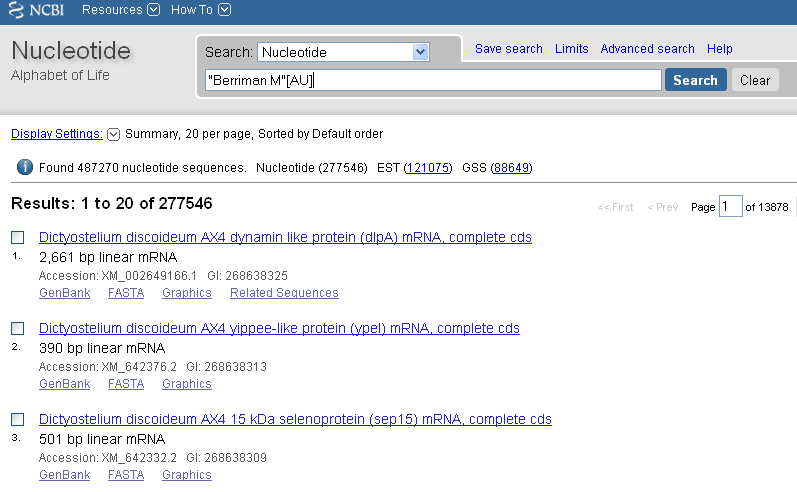 NCBI Resources How To
Nucleotide
Alphabet of Life
Search: Nucleotide
Save search Limits Advanced search Help
"Berriman M"[AU]
Search Clear
Display Settings: Summary, 20 per page, Sorted by Default order
Found 487270 nucleotide sequences. Nucleotide (277546) EST (121075) GSS (88649)
Results: 1 to 20 of 277546
<< First < Prev Page 1 of 13878
Dictyostelium discoideum AX4 dynamin like protein (dlpA) mRNA, complete cds
1. 2,661 bp linear mRNA
Accession: XM_002649166.1 GI: 268638325
GenBank FASTA Graphics Related Sequences
Dictyostelium discoideum AX4 yippee-like protein (ypel) mRNA, complete cds
2. 390 bp linear mRNA
Accession: XM_642376.2 GI: 268638313
GenBank FASTA Graphics
Dictyostelium discoideum AX4 15 kDa selenoprotein (sep15) mRNA, complete cds
3. 501 bp linear mRNA
Accession: XM_642332.2 GI: 268638309
GenBank FASTA Graphics